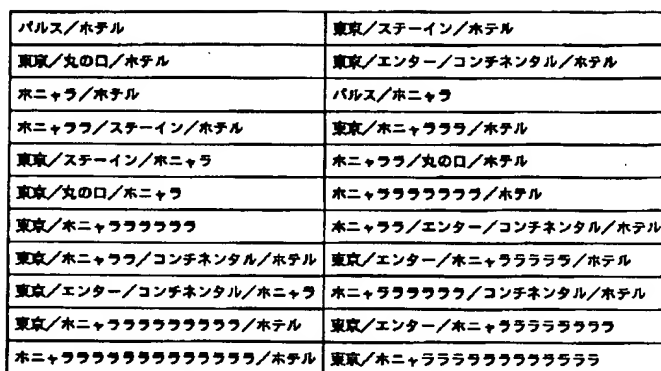 パルス／ホテル
東京／ステーイン／ホテル
東京／丸の口／ホテル
東京／エンター／コンチネンタル／ホテル
ホニャラ／ホテル
パルス／ホニャラ
ホニャララ／ステーイン／ホテル
東京／ホニャラララ／ホテル
東京／ステーイン／ホニャラ
ホニャララ／丸の口／ホテル
東京／丸の口／ホニャラ
ホニャラララララララ／ホテル
東京／ホニャラララララララ
ホニャララ／エンター／コンチネンタル／ホテル
東京／ホニャラララ／コンチネンタル／ホテル
東京／エンター／ホニャラララララ／ホテル
東京／エンター／コンチネンタル／ホニャラ
ホニャラララララララ／コンチネンタル／ホテル
東京／ホニャララララララララララ／ホテル
東京／エンター／ホニャラララララララララ
ホニャララララララララララララララ／ホテル
東京／ホニャララララララララララララララ